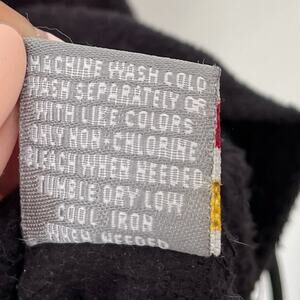 MACHINE WASH COLD
WASH SEPARATELY OR
WITH LIKE COLORS
ONLY NON-CHLORINE
BLEACH WHEN NEEDED
TUMBLE DRY LOW
COOL IRON
WHEN NEEDED